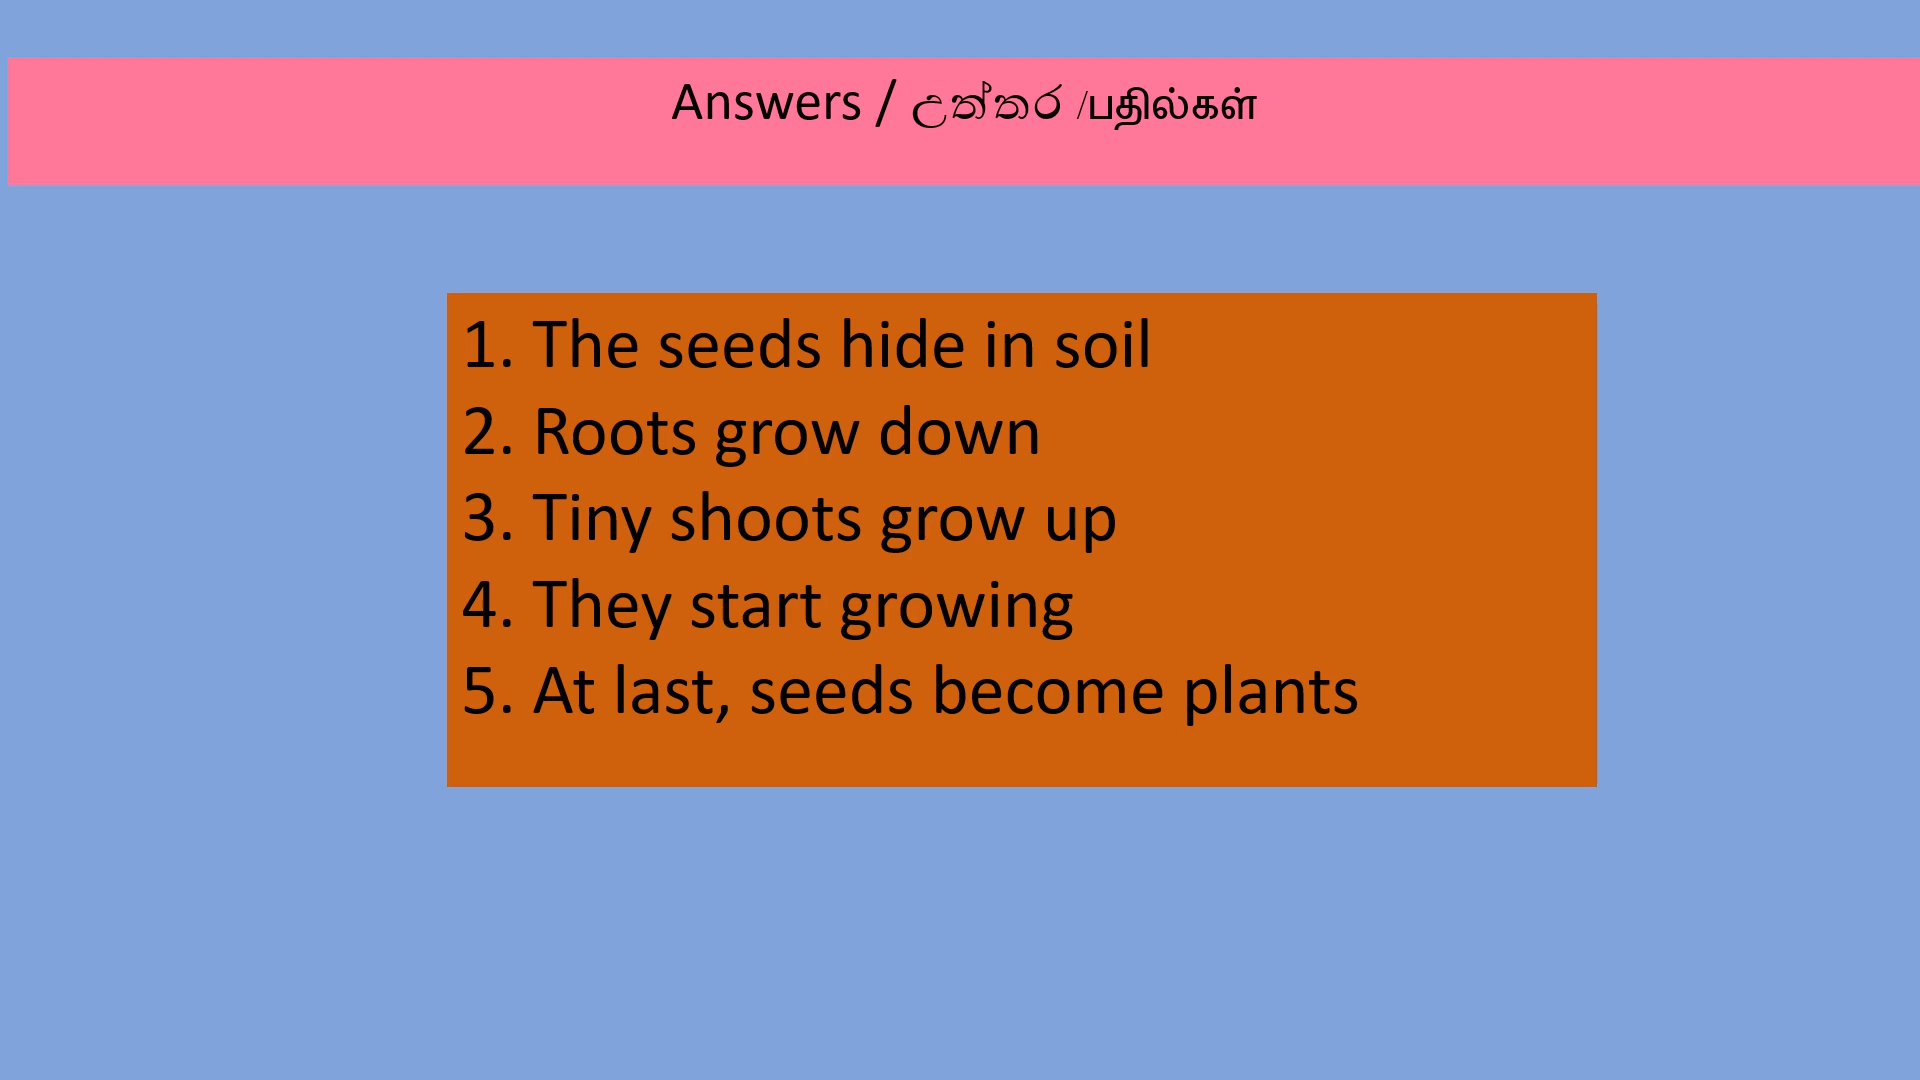 Answers / උත්තර /பதில்கள்
1. The seeds hide in soil
2. Roots grow down
3. Tiny shoots grow up
4. They start growing
5. At last, seeds become plants